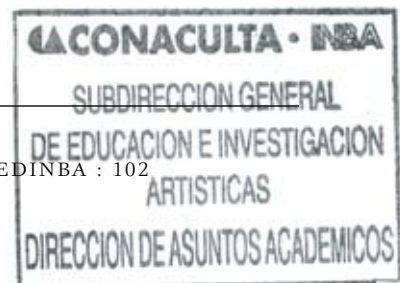 CONACULTA · INBA
SUBDIRECCION GENERAL
DE EDUCACION E INVESTIGACION
EDINBA : 102
ARTISTICAS
DIRECCION DE ASUNTOS ACADEMICOS